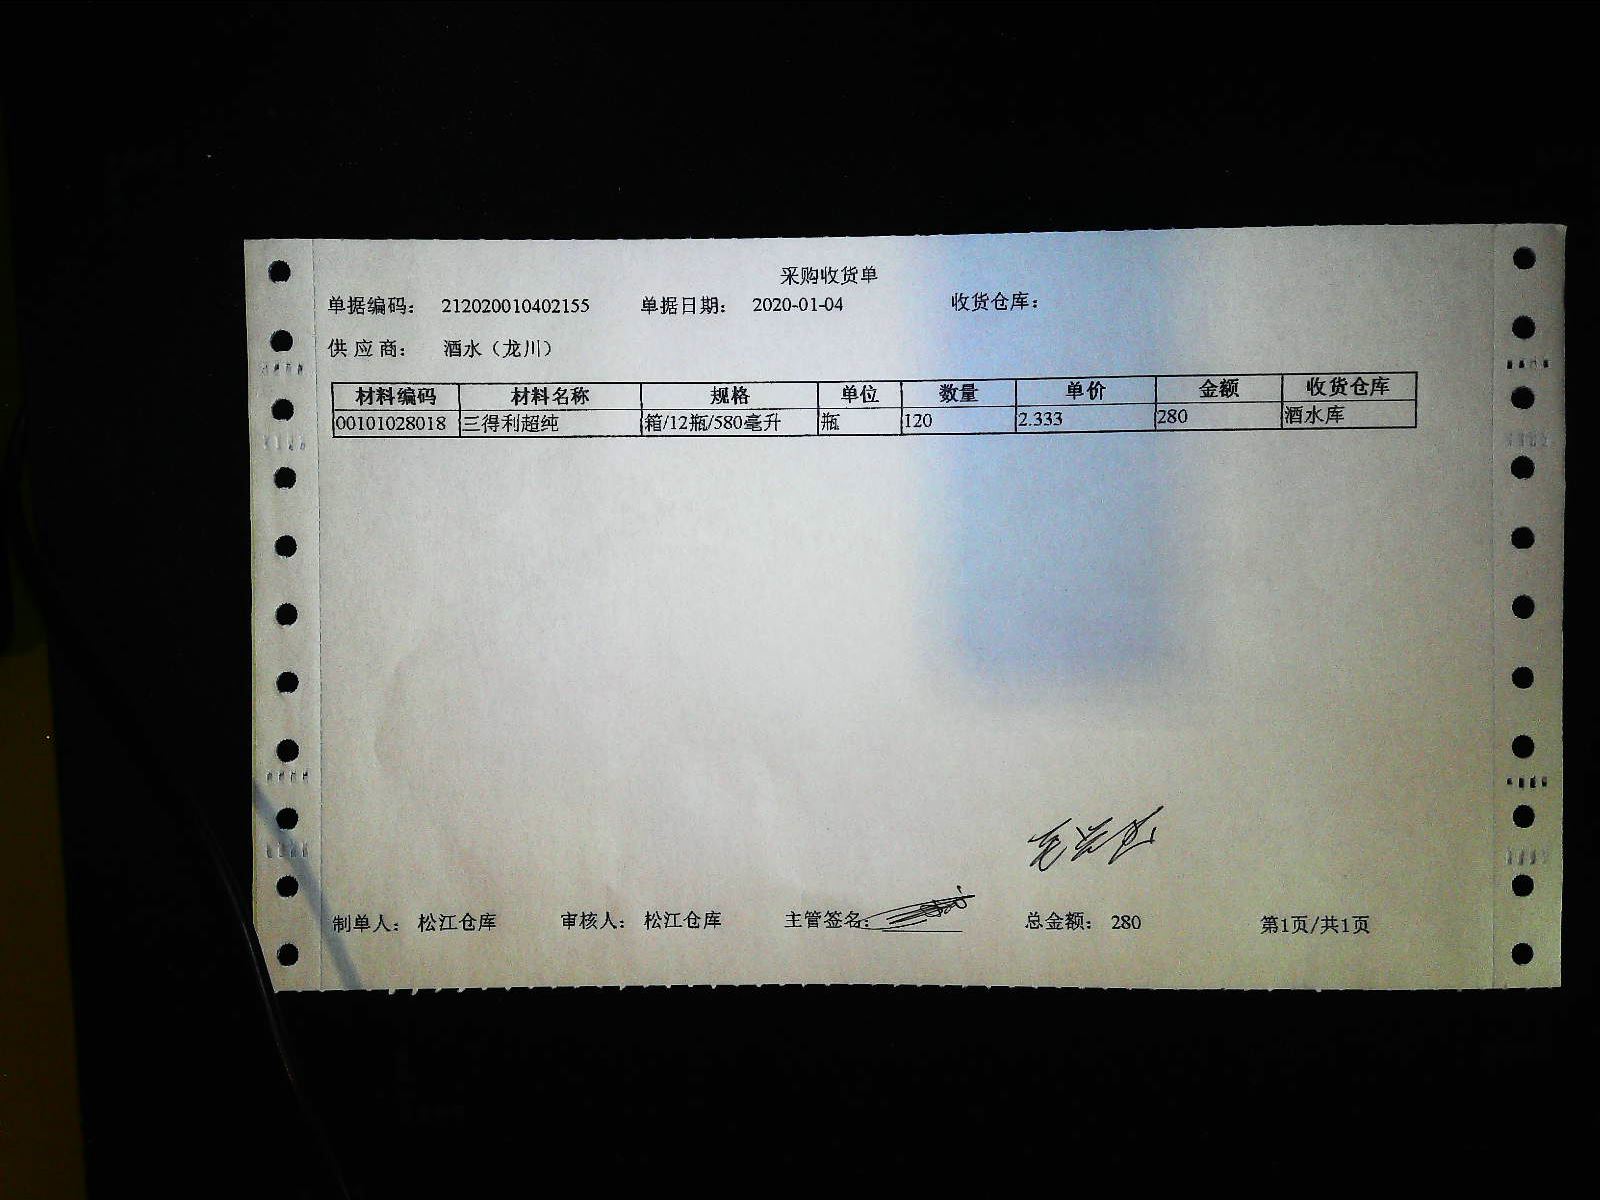 采购收货单
单据编码： 212020010402155 单据日期： 2020-01-04 收货仓库：
供 应 商： 酒水（龙川）
材料编码 材料名称 规格 单位 数量 单价 金额 收货仓库
00101028018 三得利超纯 箱/12瓶/580毫升 瓶 120 2.333 280 酒水库
制单人： 松江仓库 审核人： 松江仓库 主管签名： 总金额： 280 第1页/共1页